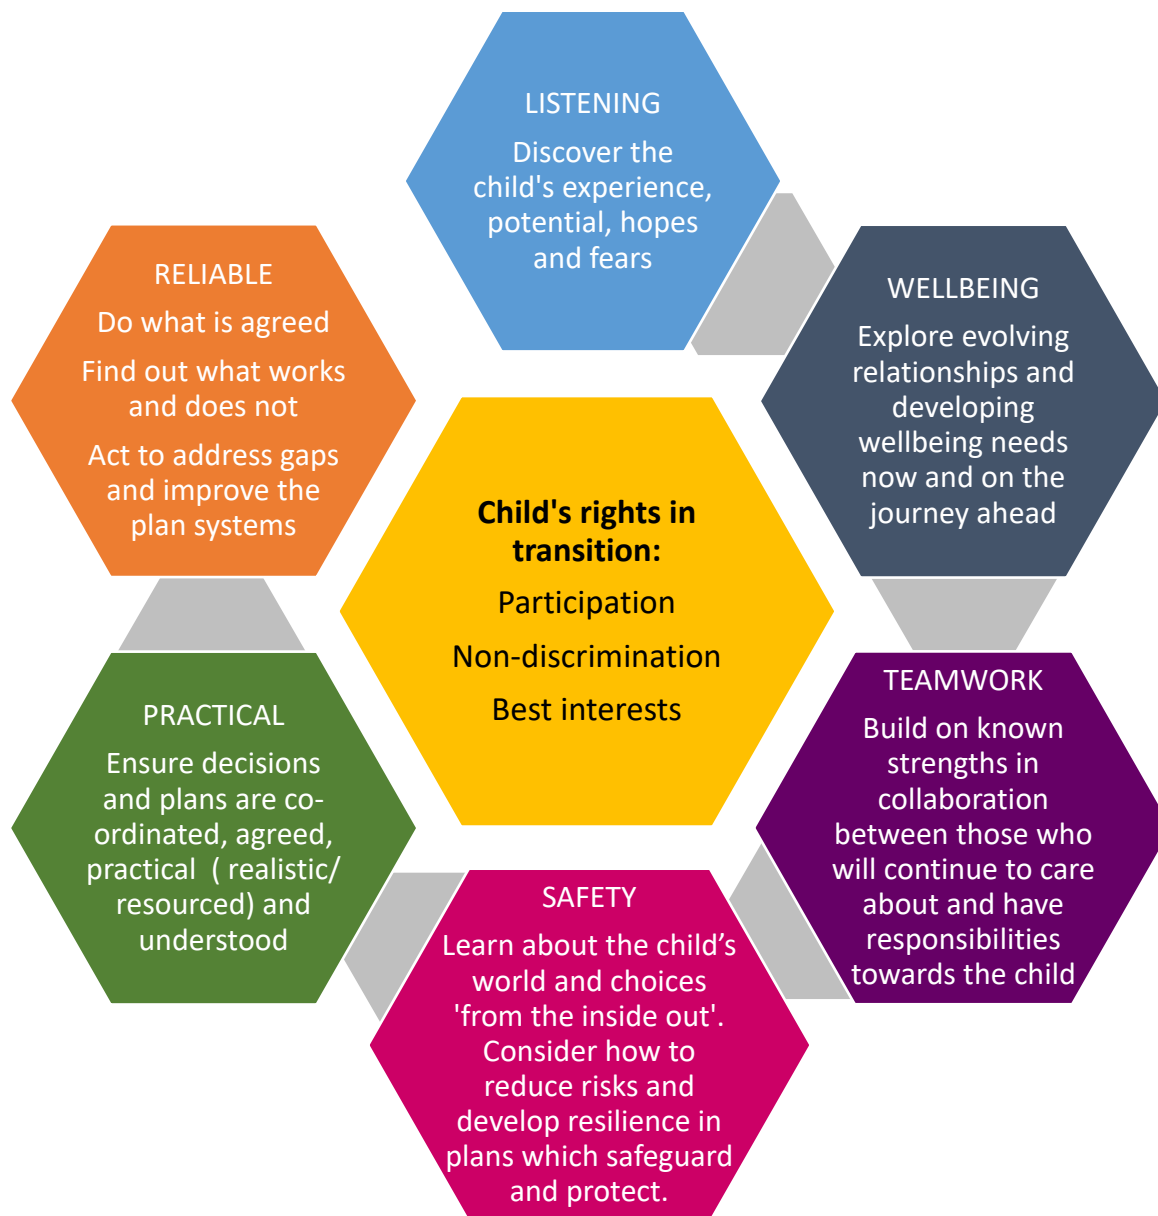 LISTENING
Discover the
child's experience,
potential, hopes
and fears
WELLBEING
Explore evolving
relationships and
developing
wellbeing needs
now and on the
journey ahead
TEAMWORK
Build on known
strengths in
collaboration
between those who
will continue to care
about and have
responsibilities
towards the child
SAFETY
Learn about the child’s
world and choices
'from the inside out'.
Consider how to
reduce risks and
develop resilience in
plans which safeguard
and protect.
PRACTICAL
Ensure decisions
and plans are co-
ordinated, agreed,
practical ( realistic/
resourced) and
understood
RELIABLE
Do what is agreed
Find out what works
and does not
Act to address gaps
and improve the
plan systems
Child's rights in
transition:
Participation
Non-discrimination
Best interests